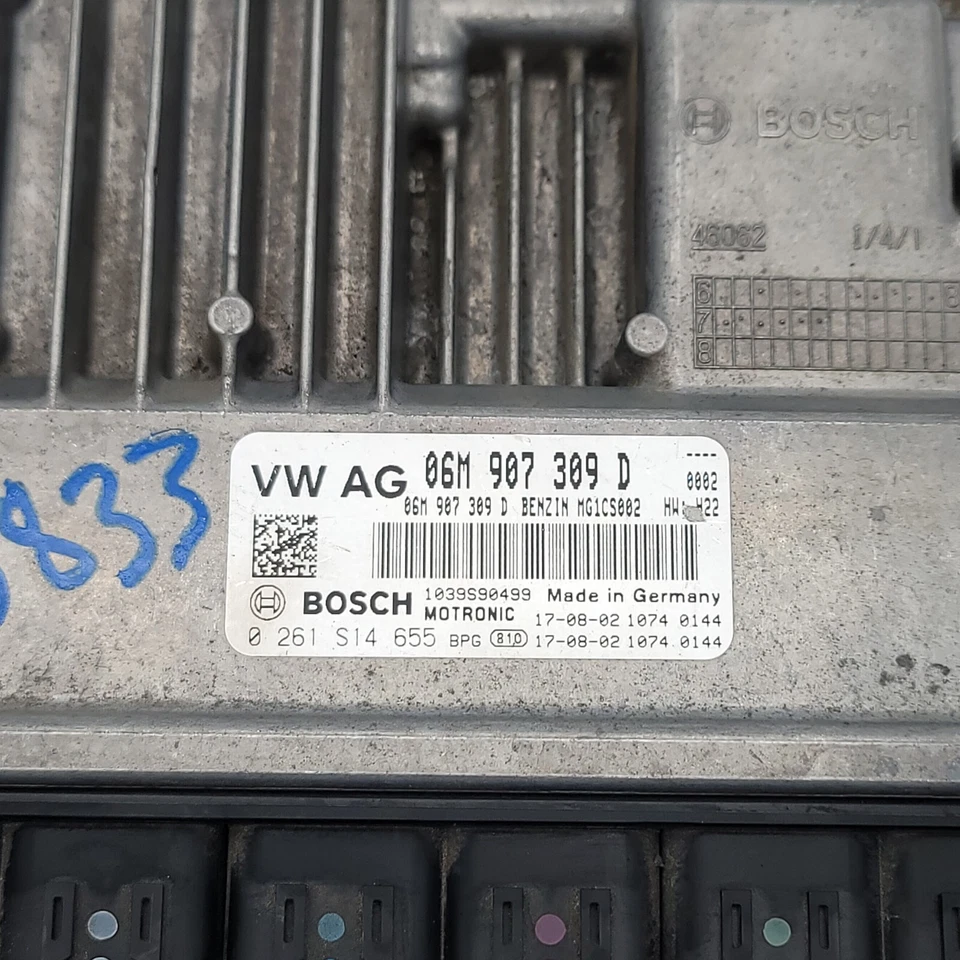 BOSCH
46062 1/4/1
6
7
8
833
VW AG 06M 907 309 D ----
0002
06M 907 309 D BENZIN MG1CS002 HW: H22
BOSCH 1039S90499 Made in Germany
MOTRONIC 17-08-02 1074 0144
0 261 S14 655 BPG 810 17-08-02 1074 0144